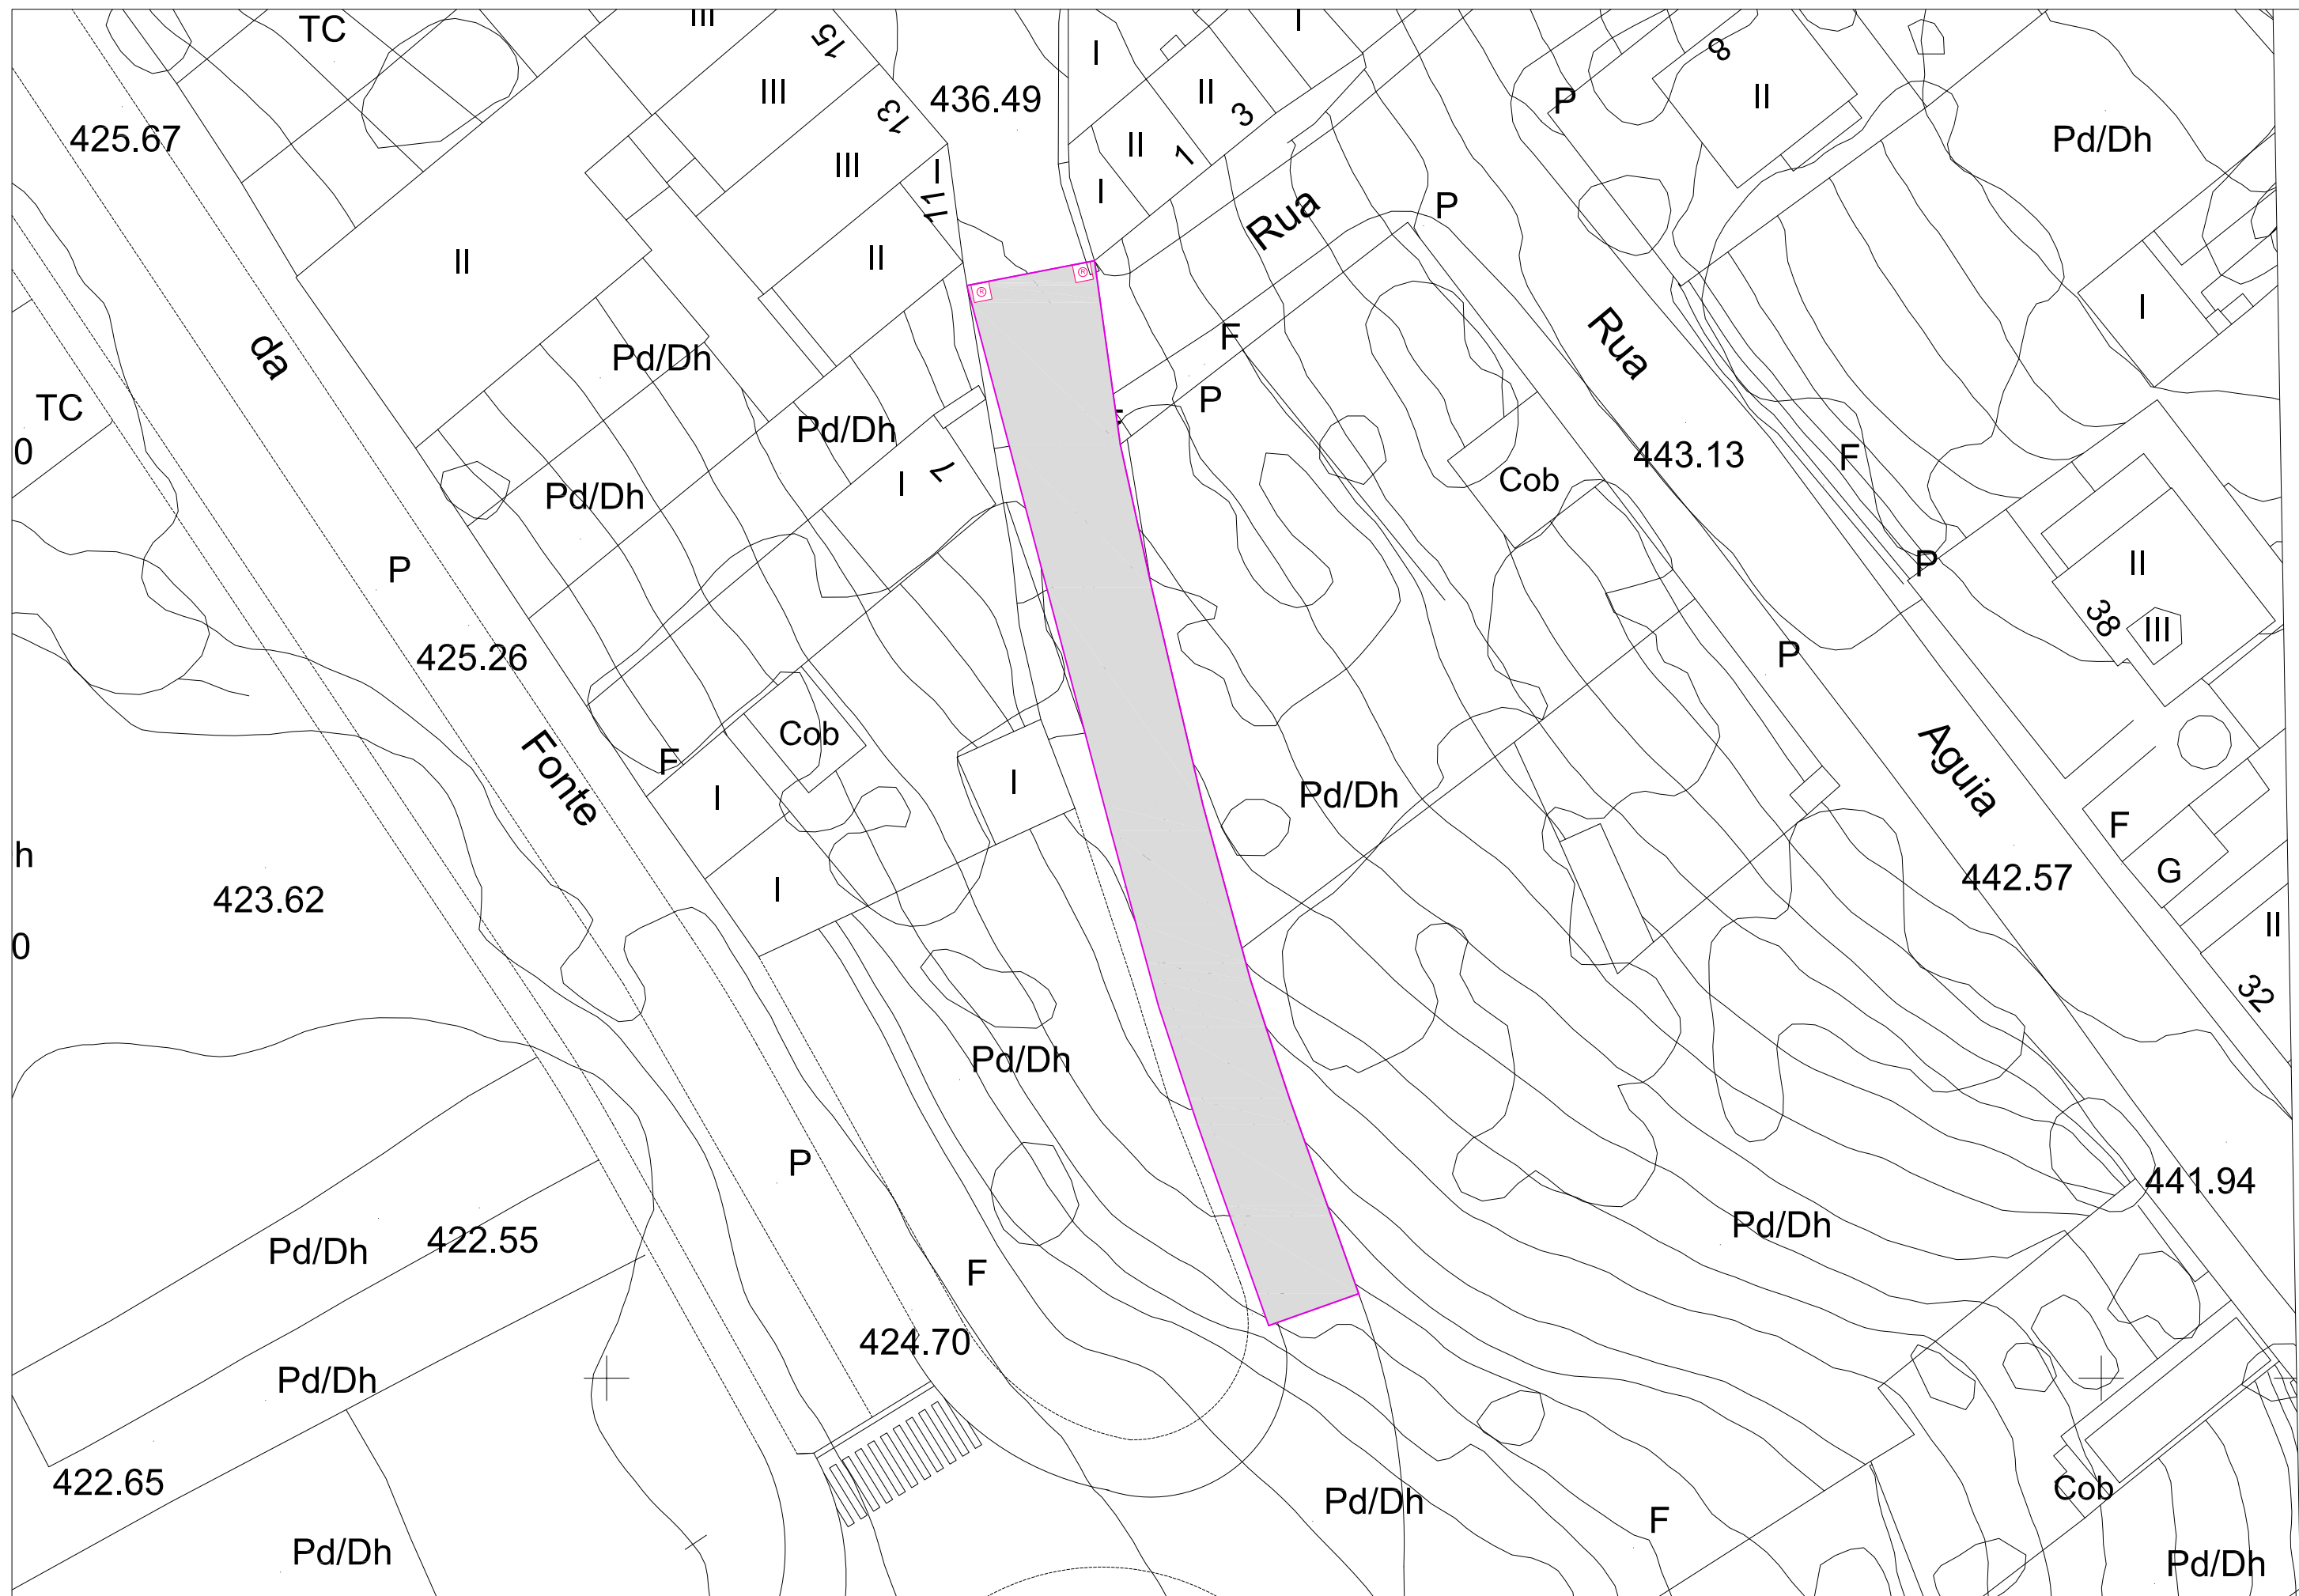 TC
III
15
I
I
8
III
II
II
436.49
13
3
P
425.67
II
1
Pd/Dh
III
I
I
11
P
Rua
II
II
I
Rua
F
da
Pd/Dh
P
TC
Pd/Dh
0
443.13
F
7
I
Cob
Pd/Dh
P
P
II
38
III
425.26
P
Cob
F
Fonte
Aguia
I
I
Pd/Dh
F
h
G
442.57
I
423.62
II
0
32
Pd/Dh
P
441.94
Pd/Dh
422.55
Pd/Dh
F
424.70
Pd/Dh
422.65
Cob
Pd/Dh
F
Pd/Dh
Pd/Dh
R
R